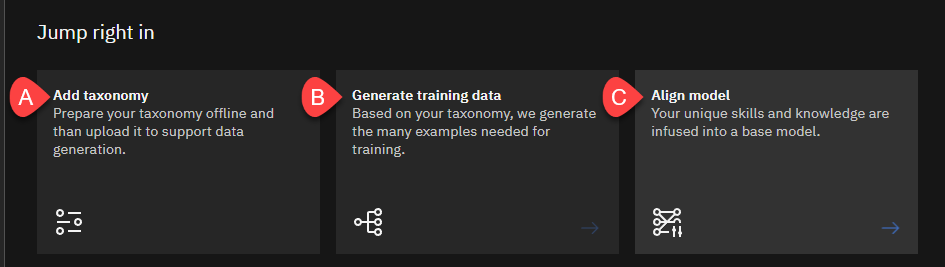 Jump right in
A
Add taxonomy
Prepare your taxonomy offline and
than upload it to support data
generation.
B
Generate training data
Based on your taxonomy, we generate
the many examples needed for
training.
C
Align model
Your unique skills and knowledge are
infused into a base model.